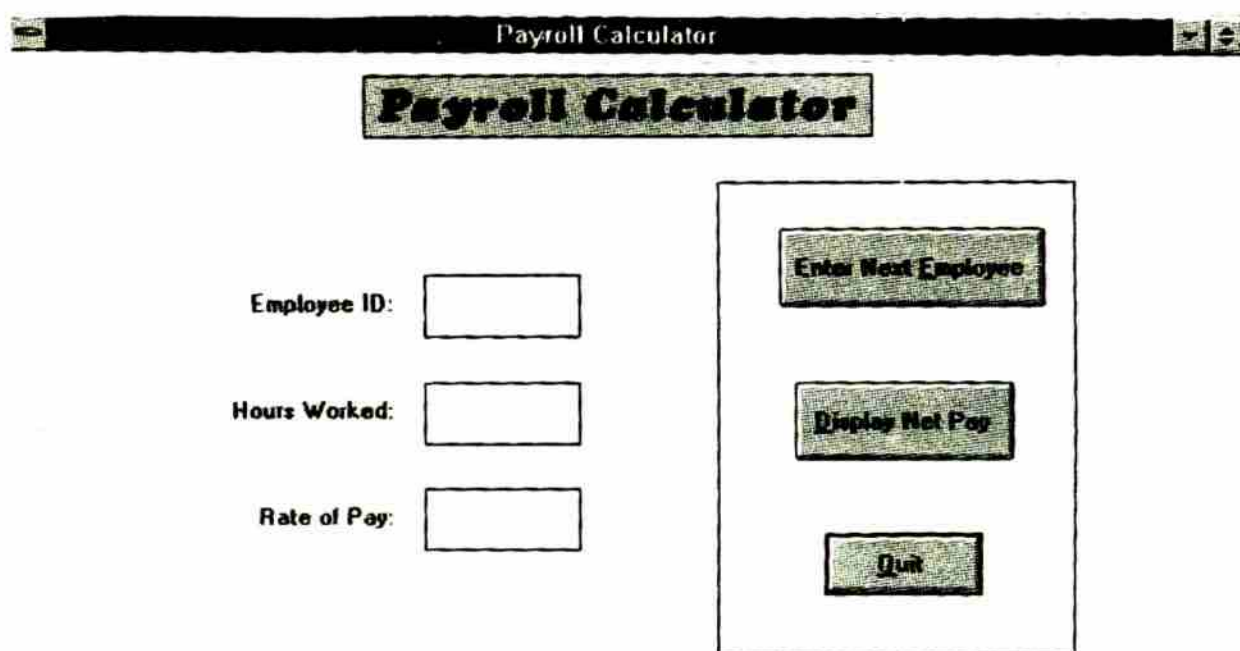 Payroll Calculator
Payroll Calculator
Employee ID:
Hours Worked:
Rate of Pay:
Enter Next Employee
Display Net Pay
Quit